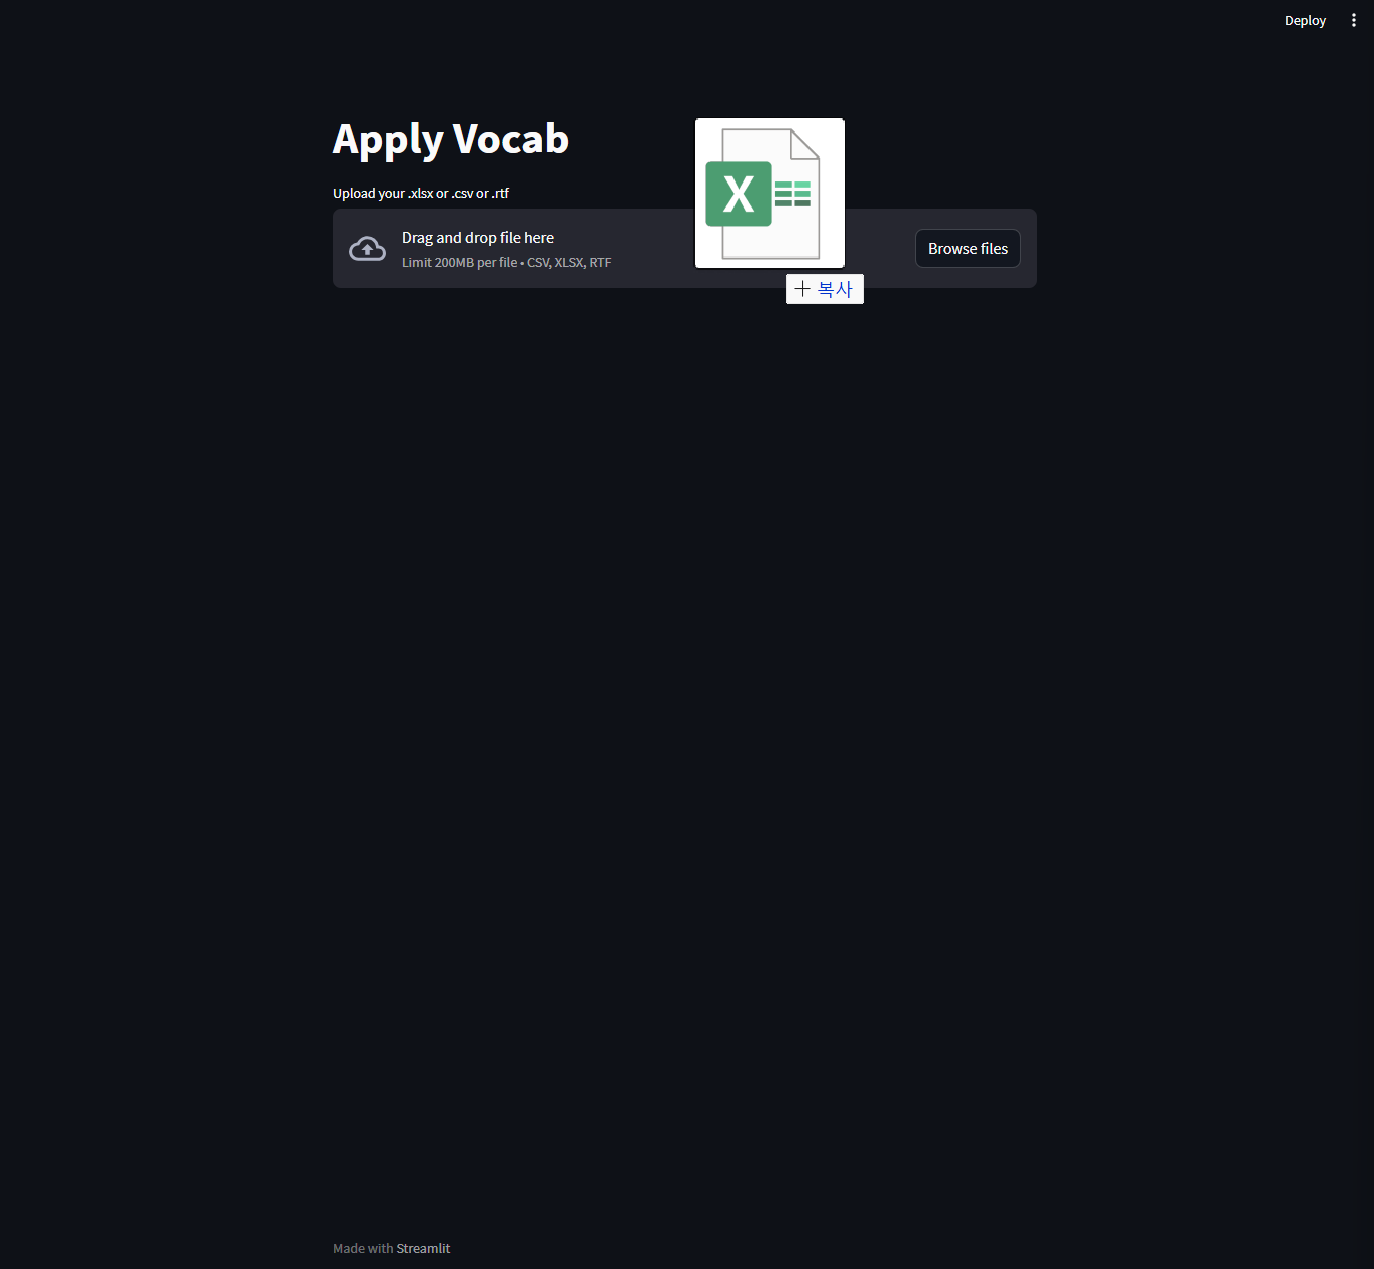 Deploy
Apply Vocab
Upload your .xlsx or .csv or .rtf
Drag and drop file here
Limit 200MB per file • CSV, XLSX, RTF
X
Browse files
+ 복사
Made with Streamlit